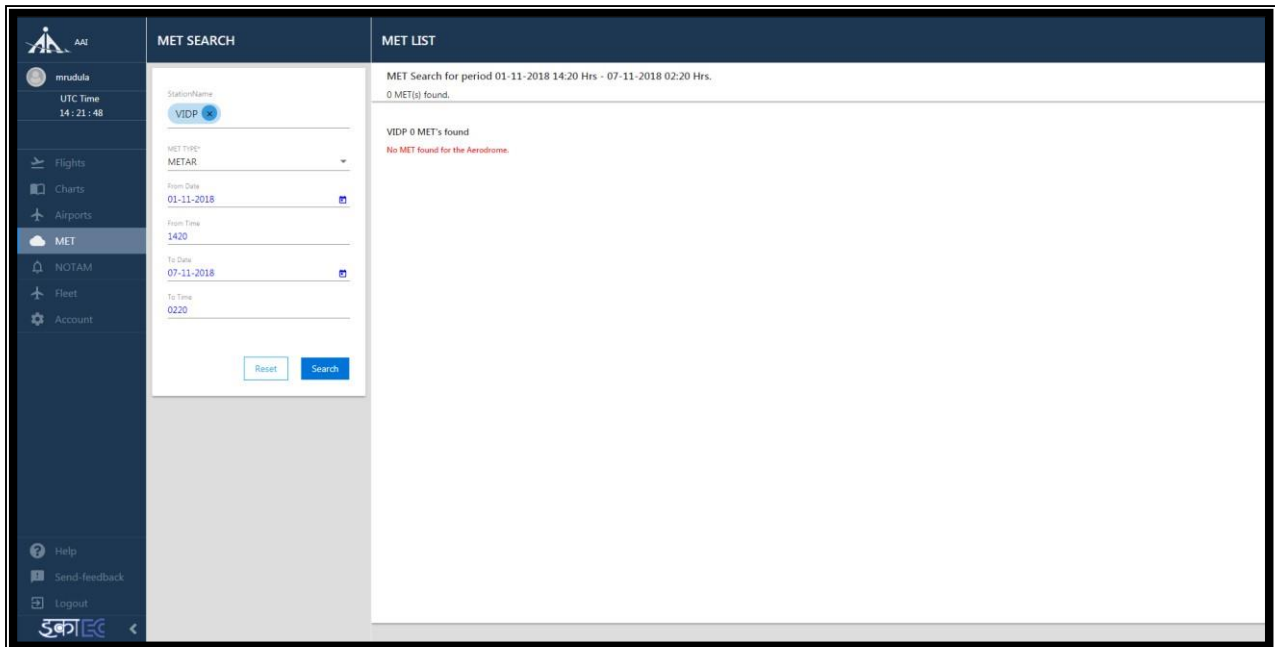 AAI
mrudula
UTC Time
14 : 21 : 48
Flights
Charts
Airports
MET
NOTAM
Fleet
Account
Help
Send-feedback
Logout
इकाEC
MET SEARCH
StationName
VIDP
MET TYPE*
METAR
From Date
01-11-2018
From Time
1420
To Date
07-11-2018
To Time
0220
Reset
Search
MET LIST
MET Search for period 01-11-2018 14:20 Hrs - 07-11-2018 02:20 Hrs.
0 MET(s) found.
VIDP 0 MET's found
No MET found for the Aerodrome.